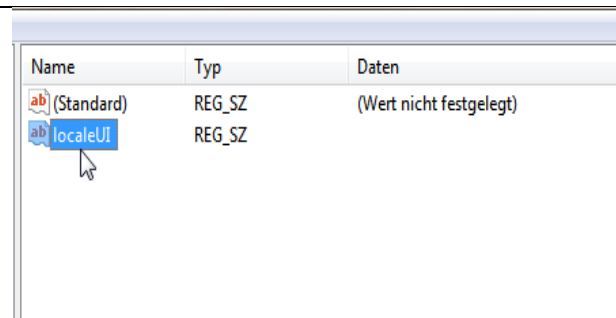 Name Typ Daten
ab (Standard) REG_SZ (Wert nicht festgelegt)
ab localeUI REG_SZ